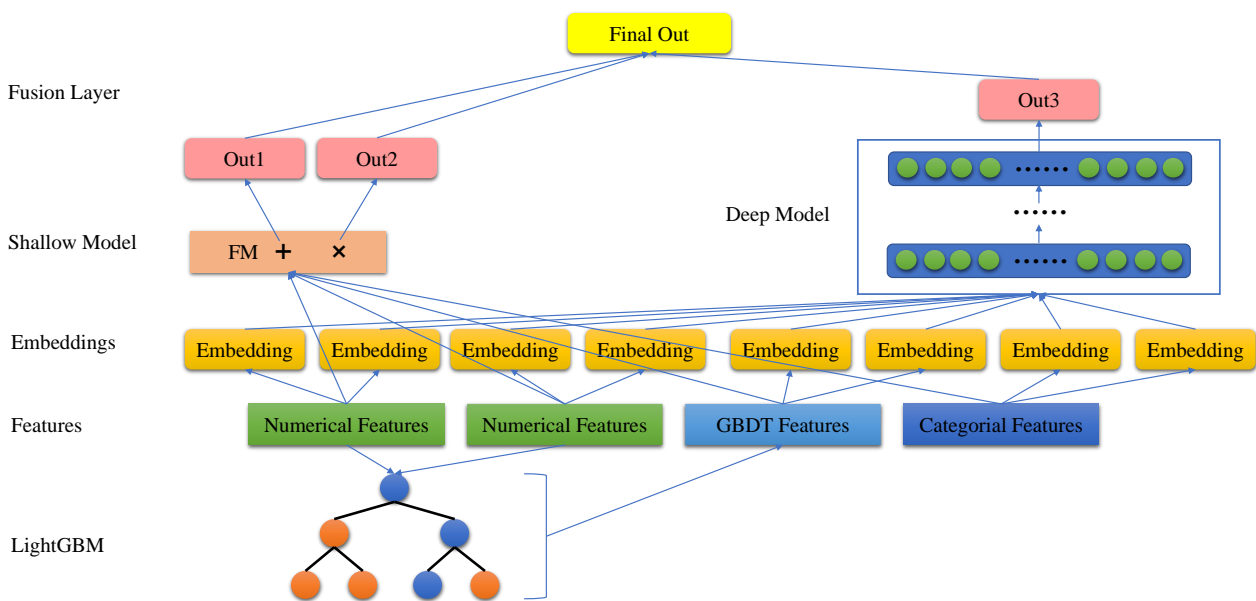 Final Out
Fusion Layer
Out3
Out1
Out2
Deep Model
......
......
......
Shallow Model
FM + ×
Embeddings
Embedding Embedding Embedding Embedding Embedding Embedding Embedding Embedding
Features
Numerical Features Numerical Features GBDT Features Categorial Features
LightGBM